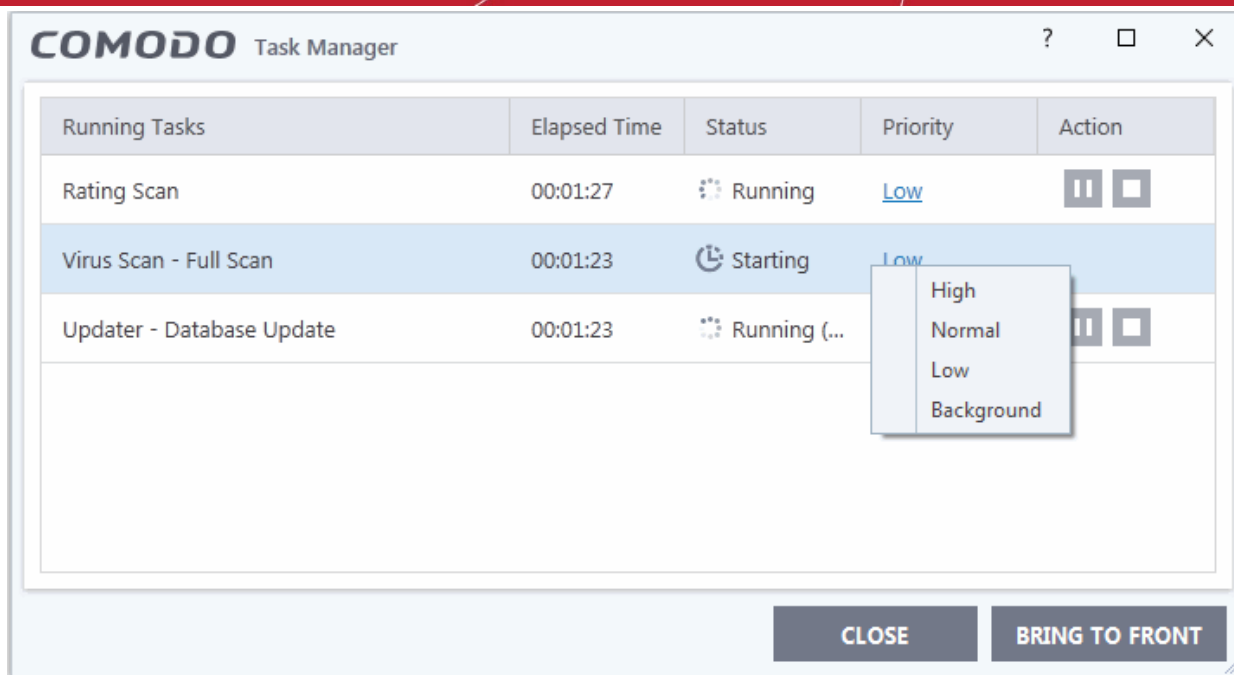 COMODO Task Manager ?
Running Tasks Elapsed Time Status Priority Action
Rating Scan 00:01:27 Running Low
Virus Scan - Full Scan 00:01:23 Starting Low
High
Updater - Database Update 00:01:23 Running (... Normal
Low
Background
CLOSE BRING TO FRONT